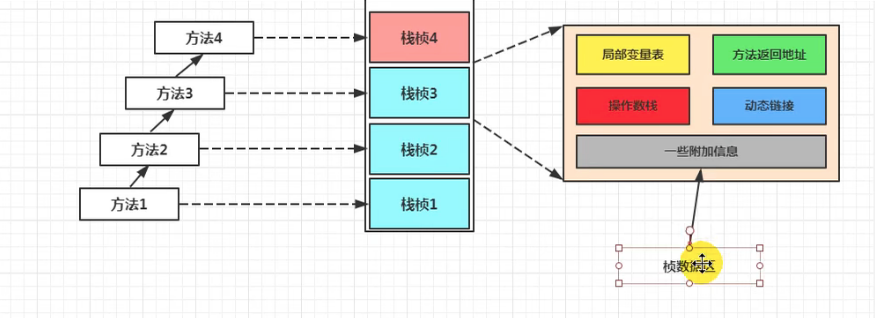 方法4
栈桢4
局部变量表
方法返回地址
方法3
栈桢3
操作数栈
动态链接
方法2
栈桢2
一些附加信息
方法1
栈桢1
桢数据区